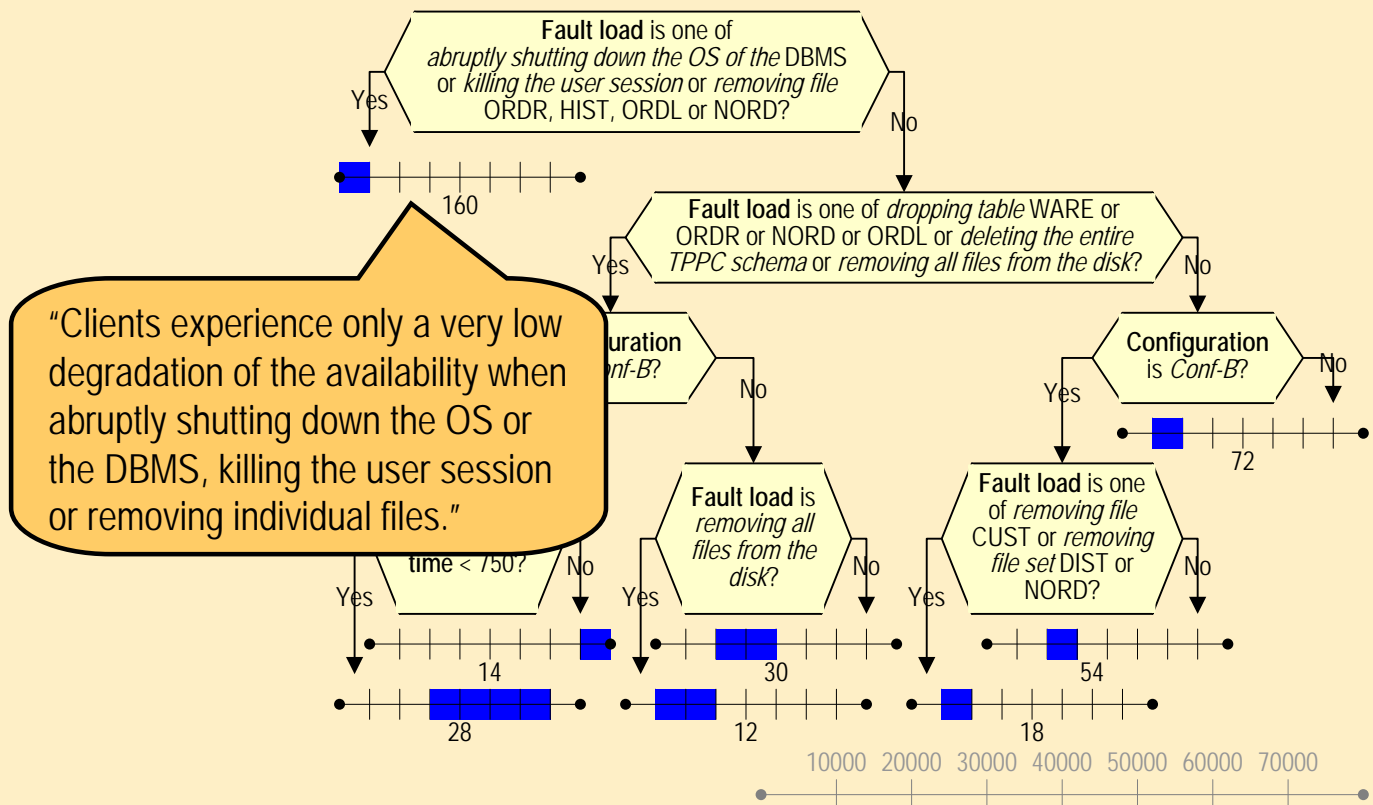 Fault load is one of
abruptly shutting down the OS of the DBMS
or killing the user session or removing file
ORDR, HIST, ORDL or NORD?
Yes
No
160
Fault load is one of dropping table WARE or
ORDR or NORD or ORDL or deleting the entire
TPPC schema or removing all files from the disk?
Yes
No
"Clients experience only a very low
degradation of the availability when
abruptly shutting down the OS or
the DBMS, killing the user session
or removing individual files."
uration
onf-B?
No
Configuration
is Conf-B?
Yes
No
72
time < 750?
Yes
No
Fault load is
removing all
files from the
disk?
Yes
No
Fault load is one
of removing file
CUST or removing
file set DIST or
NORD?
Yes
No
14
30
54
28
12
18
10000 20000 30000 40000 50000 60000 70000